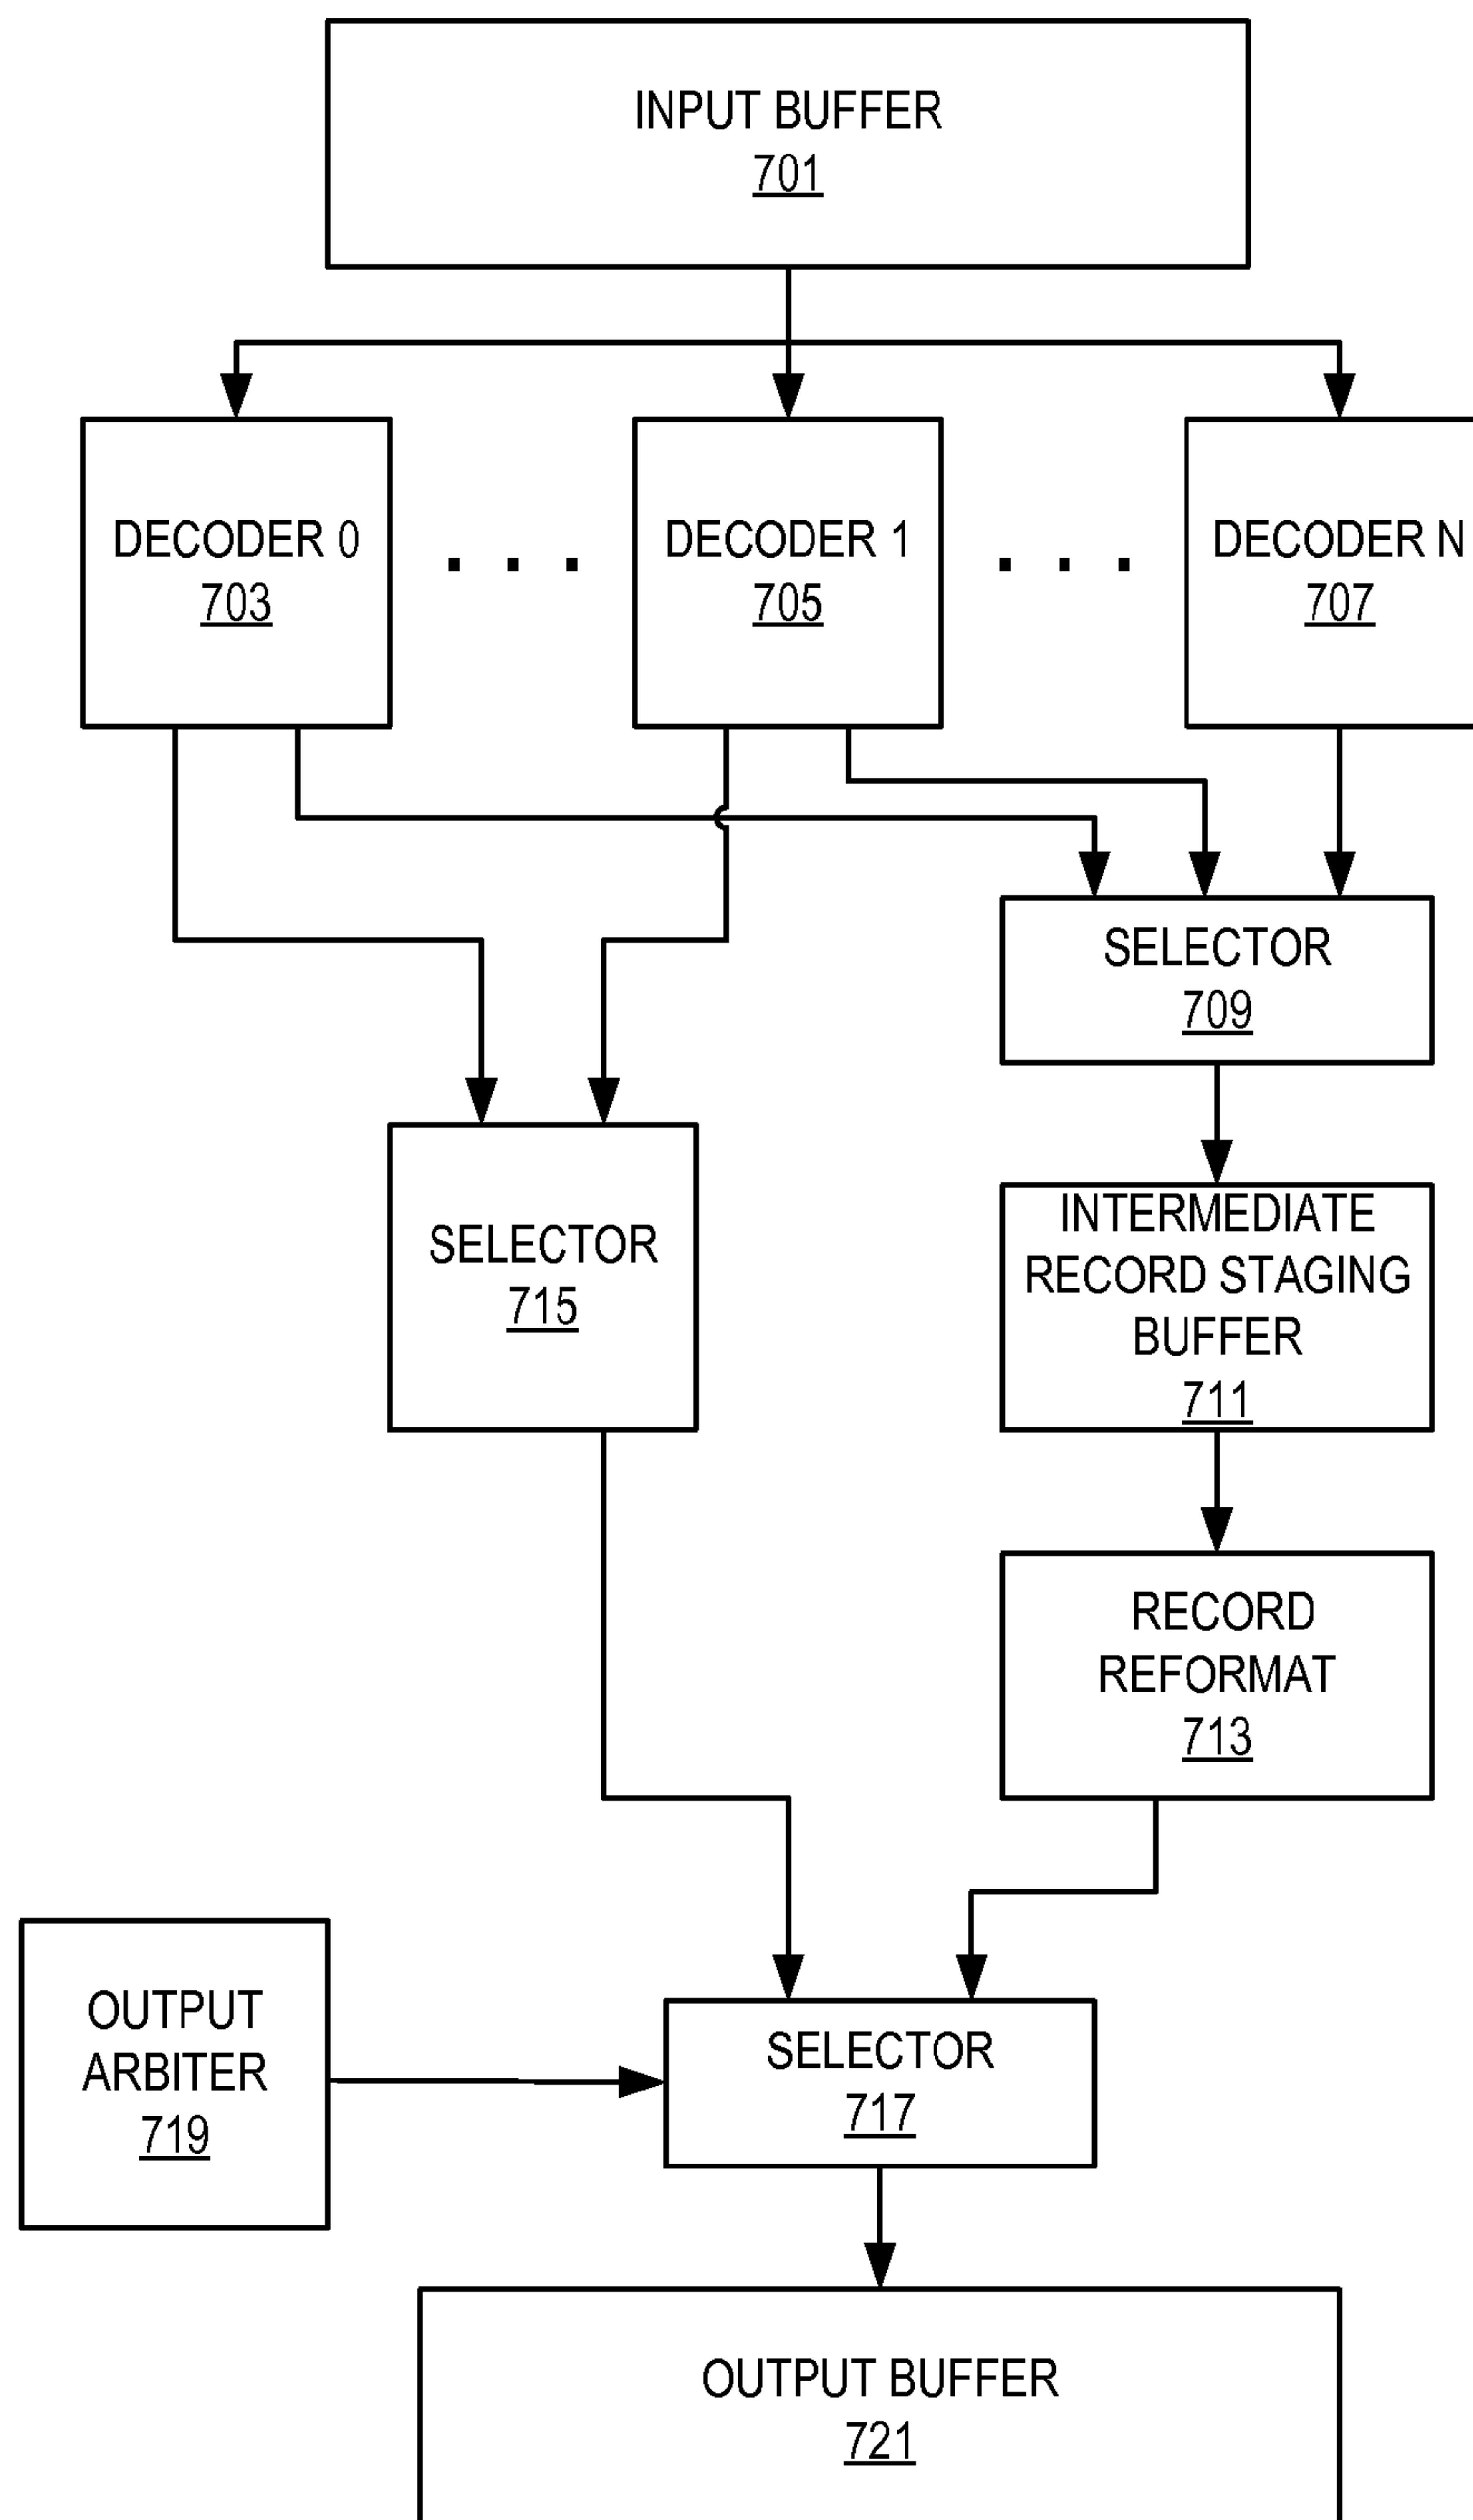 INPUT BUFFER
701
DECODER 0
703
. . .
DECODER 1
705
. . .
DECODER N
707
SELECTOR
709
SELECTOR
715
INTERMEDIATE
RECORD STAGING
BUFFER
711
RECORD
REFORMAT
713
OUTPUT
ARBITER
719
SELECTOR
717
OUTPUT BUFFER
721